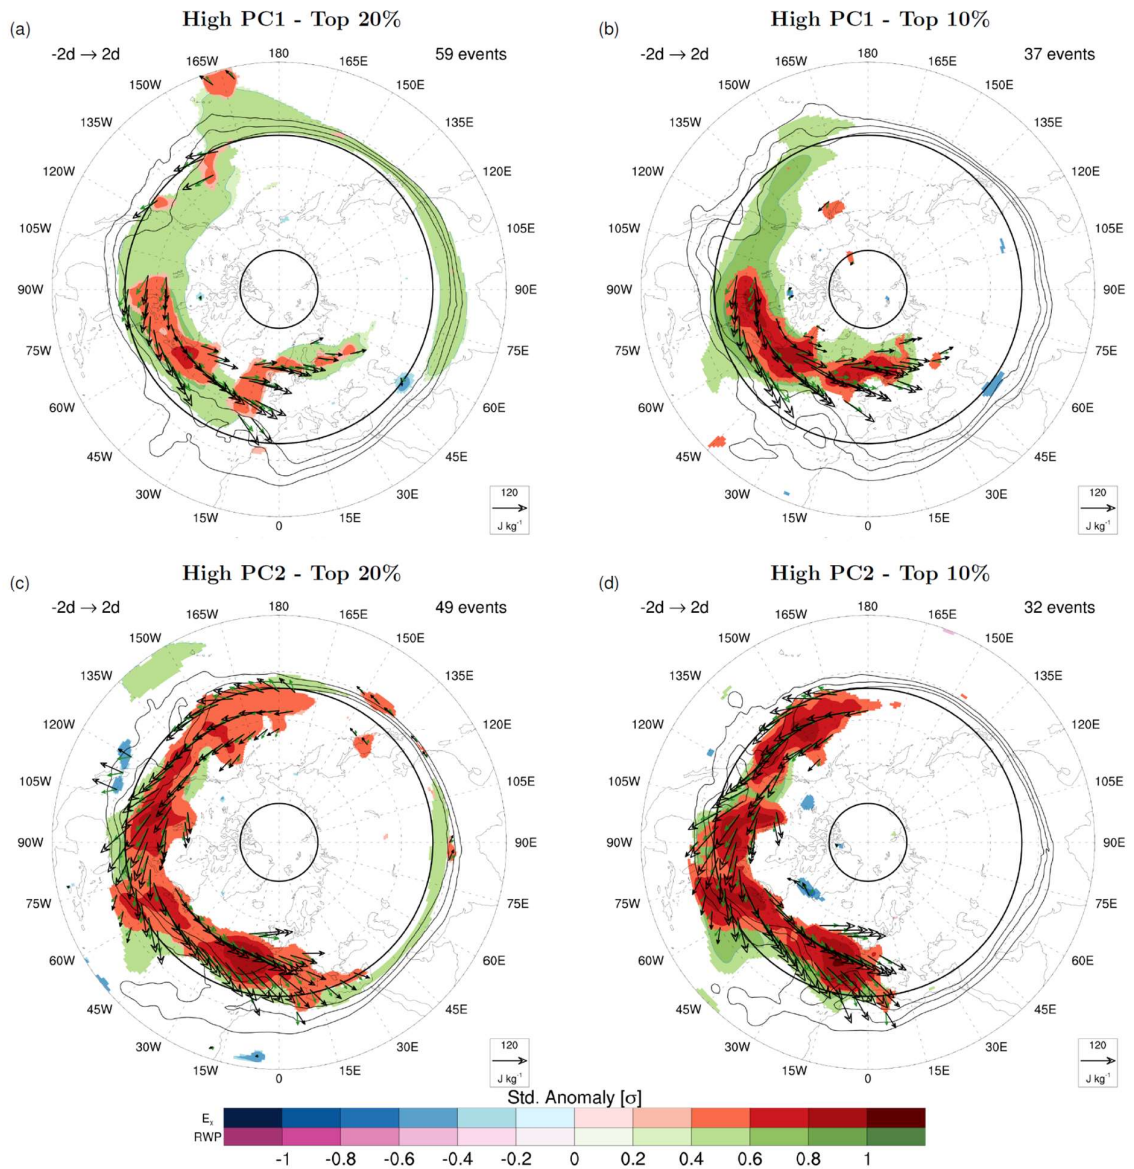 High PC1 - Top 20%
(a)
-2d → 2d
59 events
180
165W
165E
150W
150E
135W
135E
120W
120E
105W
105E
90W
90E
75W
75E
60W
60E
45W
45E
30W
30E
15W
0
15E
120
J kg⁻¹
High PC1 - Top 10%
(b)
-2d → 2d
37 events
180
165W
165E
150W
150E
135W
135E
120W
120E
105W
105E
90W
90E
75W
75E
60W
60E
45W
45E
30W
30E
15W
0
15E
120
J kg⁻¹
High PC2 - Top 20%
(c)
-2d → 2d
49 events
180
165W
165E
150W
150E
135W
135E
120W
120E
105W
105E
90W
90E
75W
75E
60W
60E
45W
45E
30W
30E
15W
0
15E
120
J kg⁻¹
High PC2 - Top 10%
(d)
-2d → 2d
32 events
180
165W
165E
150W
150E
135W
135E
120W
120E
105W
105E
90W
90E
75W
75E
60W
60E
45W
45E
30W
30E
15W
0
15E
120
J kg⁻¹
Std. Anomaly [σ]
Eₓ
RWP
-1 -0.8 -0.6 -0.4 -0.2 0 0.2 0.4 0.6 0.8 1